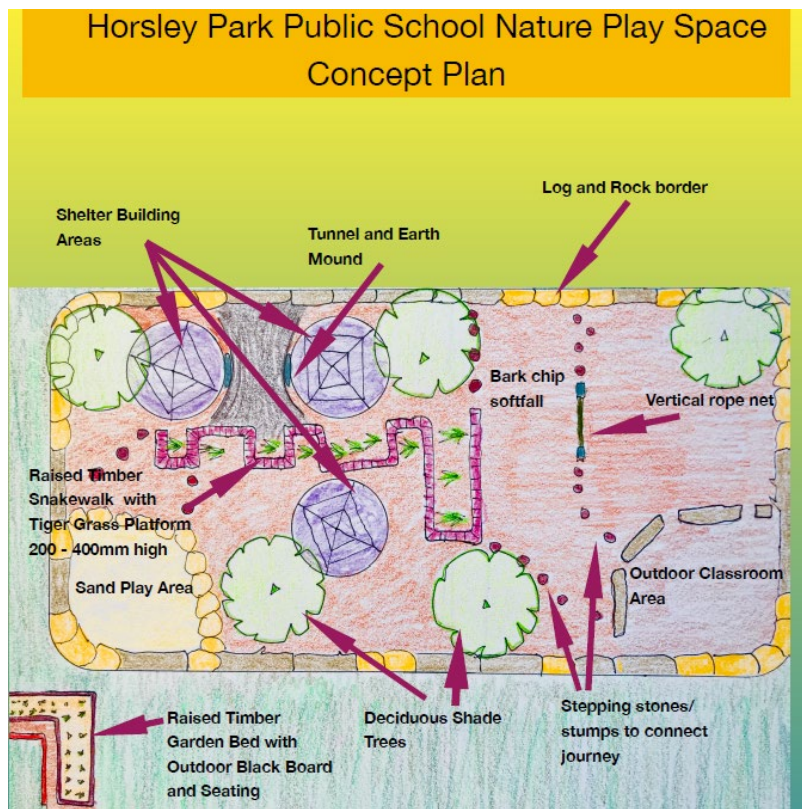 Horsley Park Public School Nature Play Space
Concept Plan
Log and Rock border
Shelter Building
Areas
Tunnel and Earth
Mound
Bark chip
softfall
Vertical rope net
Raised Timber
Snakewalk with
Tiger Grass Platform
200 - 400mm high
Sand Play Area
Outdoor Classroom
Area
Raised Timber
Garden Bed with
Outdoor Black Board
and Seating
Deciduous Shade
Trees
Stepping stones/
stumps to connect
journey